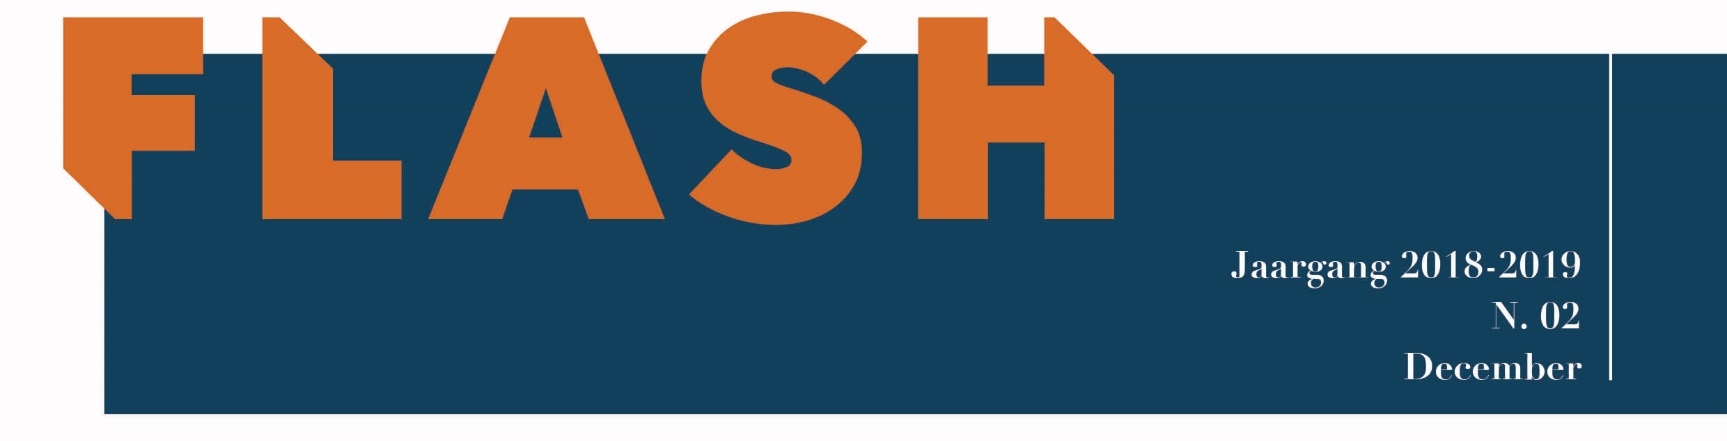 FLASH
Jaargang 2018-2019
N. 02
December